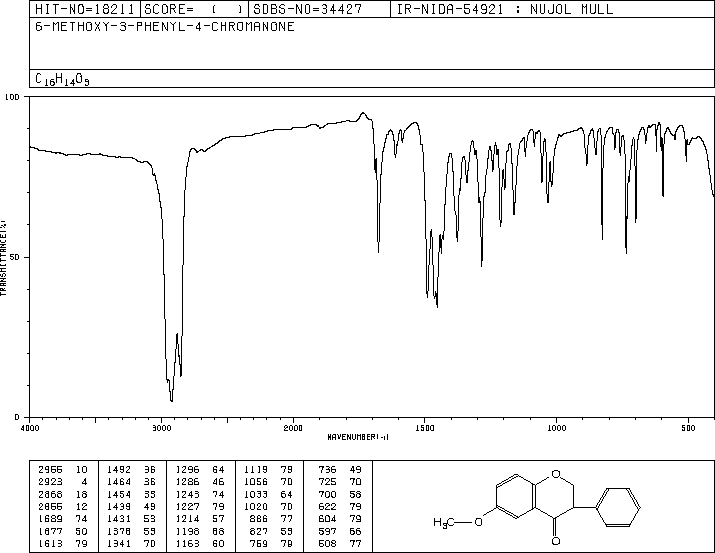 HIT-NO=18211 SCORE= ( ) SDBS-NO=34427 IR-NIDA-54921 : NUJOL MULL
6-METHOXY-3-PHENYL-4-CHROMANONE
C16H14O3
100
50
0
TRANSMITTANCE(%)
4000 3000 2000 1500 1000 500
WAVENUMBER(-1)
2955 10 1492 36 1296 64 1119 79 736 49
2923 4 1464 36 1286 46 1056 70 725 70
2868 18 1454 35 1243 74 1033 64 700 58
2855 12 1439 49 1227 79 1020 70 622 79
1689 74 1431 53 1214 57 886 77 604 79
1677 50 1378 53 1198 68 827 53 597 66
1613 79 1341 70 1163 60 759 79 508 77
O
H3C O
O